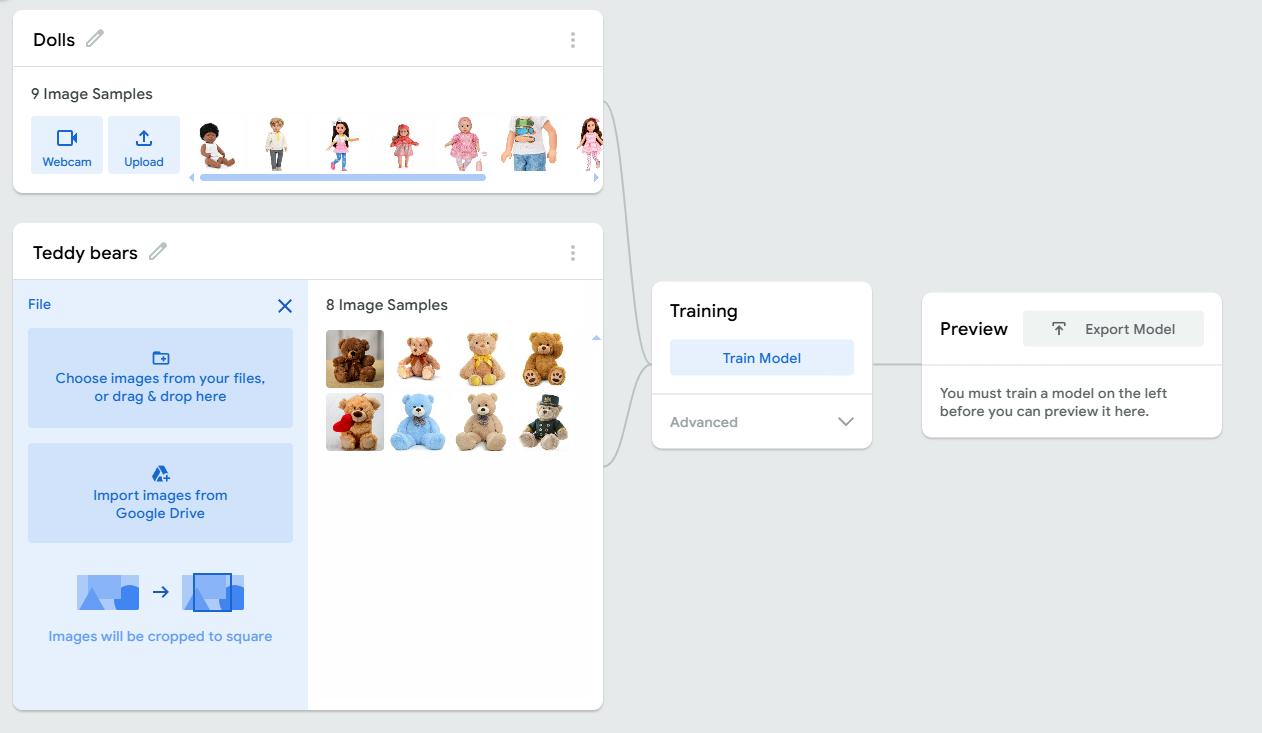 Dolls
9 Image Samples
Webcam
Upload
Teddy bears
File
Choose images from your files,
or drag & drop here
Import images from
Google Drive
Images will be cropped to square
8 Image Samples
Training
Train Model
Advanced
Preview
Export Model
You must train a model on the left
before you can preview it here.